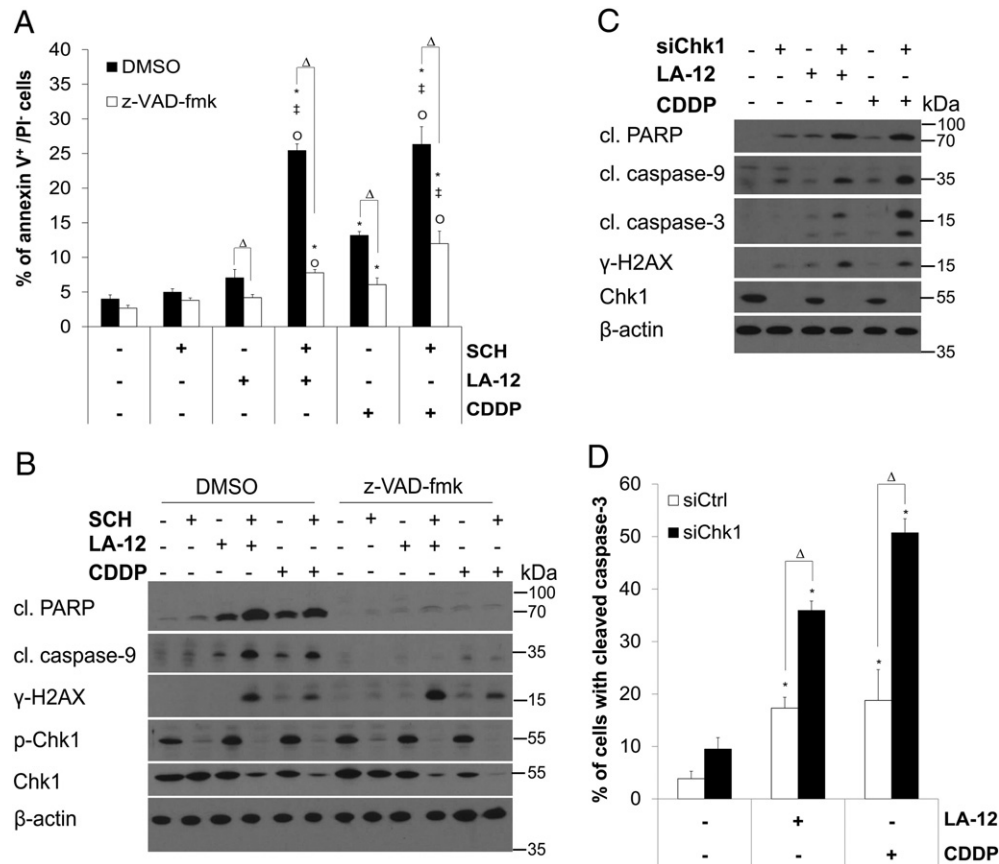 A
% of annexin V⁺ /PI⁻ cells
40
35
30
25
20
15
10
5
0
DMSO
z-VAD-fmk
Δ
Δ
* Δ *
‡ ‡
O O
* Δ * ‡ O
* O * *
- + - + - + SCH
- - + + - - LA-12
- - - - + + CDDP
B
DMSO z-VAD-fmk
SCH - + - + - + - + - + - +
LA-12 - - + + - - - - + + - -
CDDP - - - - + + - - - - + + kDa
cl. PARP 100
70
cl. caspase-9 35
γ-H2AX 15
p-Chk1 55
Chk1 55
β-actin
35
C
siChk1 - + - + - +
LA-12 - - + + - -
CDDP - - - - + + kDa
cl. PARP 100
70
cl. caspase-9 35
cl. caspase-3 15
γ-H2AX 15
Chk1 55
β-actin
35
D
% of cells with cleaved caspase-3
60
50
40
30
20
10
0
siCtrl
siChk1
Δ
*
Δ
*
* *
- + - LA-12
- - + CDDP